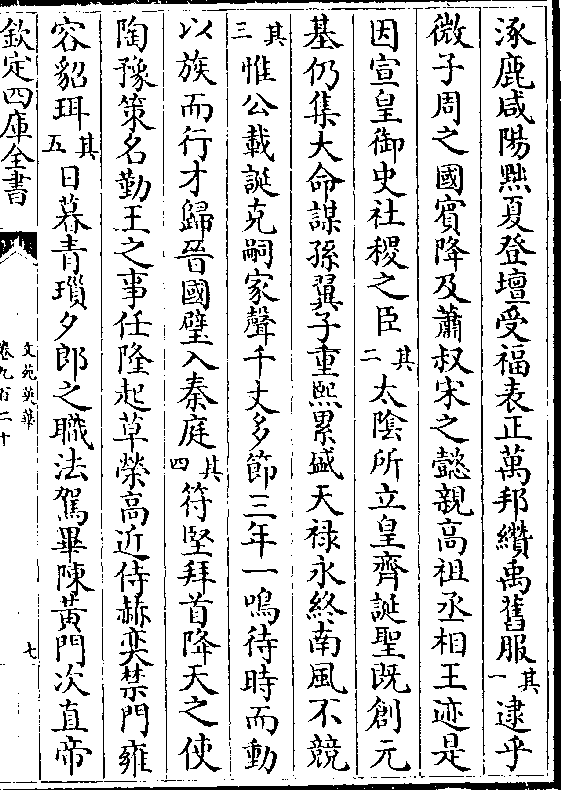 涿鹿咸陽㸃夏登壇受福表正萬邦纘禹舊服其一逮乎
微子周之國賓降及蕭叔宋之懿親高祖丞相王迹是
因宣皇御史社稷之臣其二太陰所立皇齊誕聖既創元
基仍集大命謀孫翼子重熙累盛天禄永終南風不競
其三惟公載誕克嗣家聲千丈多節三年一鳴待時而動
以族而行才歸晉國璧入秦庭其四符堅拜首降天之使
陶豫策名勤王之事任隆起草榮高近侍赫奕禁門雍
容貂珥其五日暮青瑣夕郎之職法駕畢陳黃門次直帝
欽定四庫全書
文苑英華
卷九百二十
七